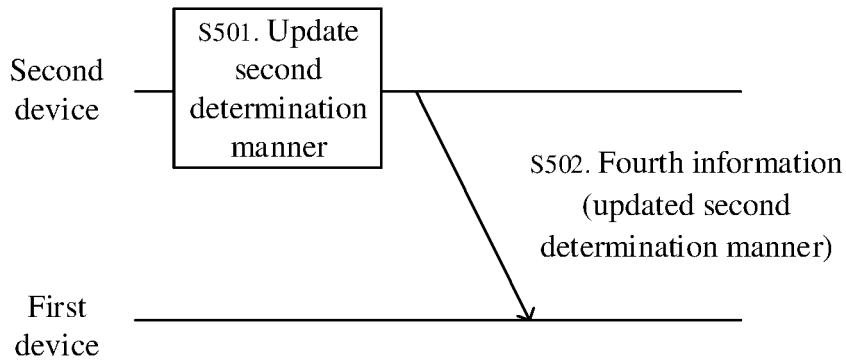 Second
device
S501. Update
second
determination
manner
S502. Fourth information
(updated second
determination manner)
First
device